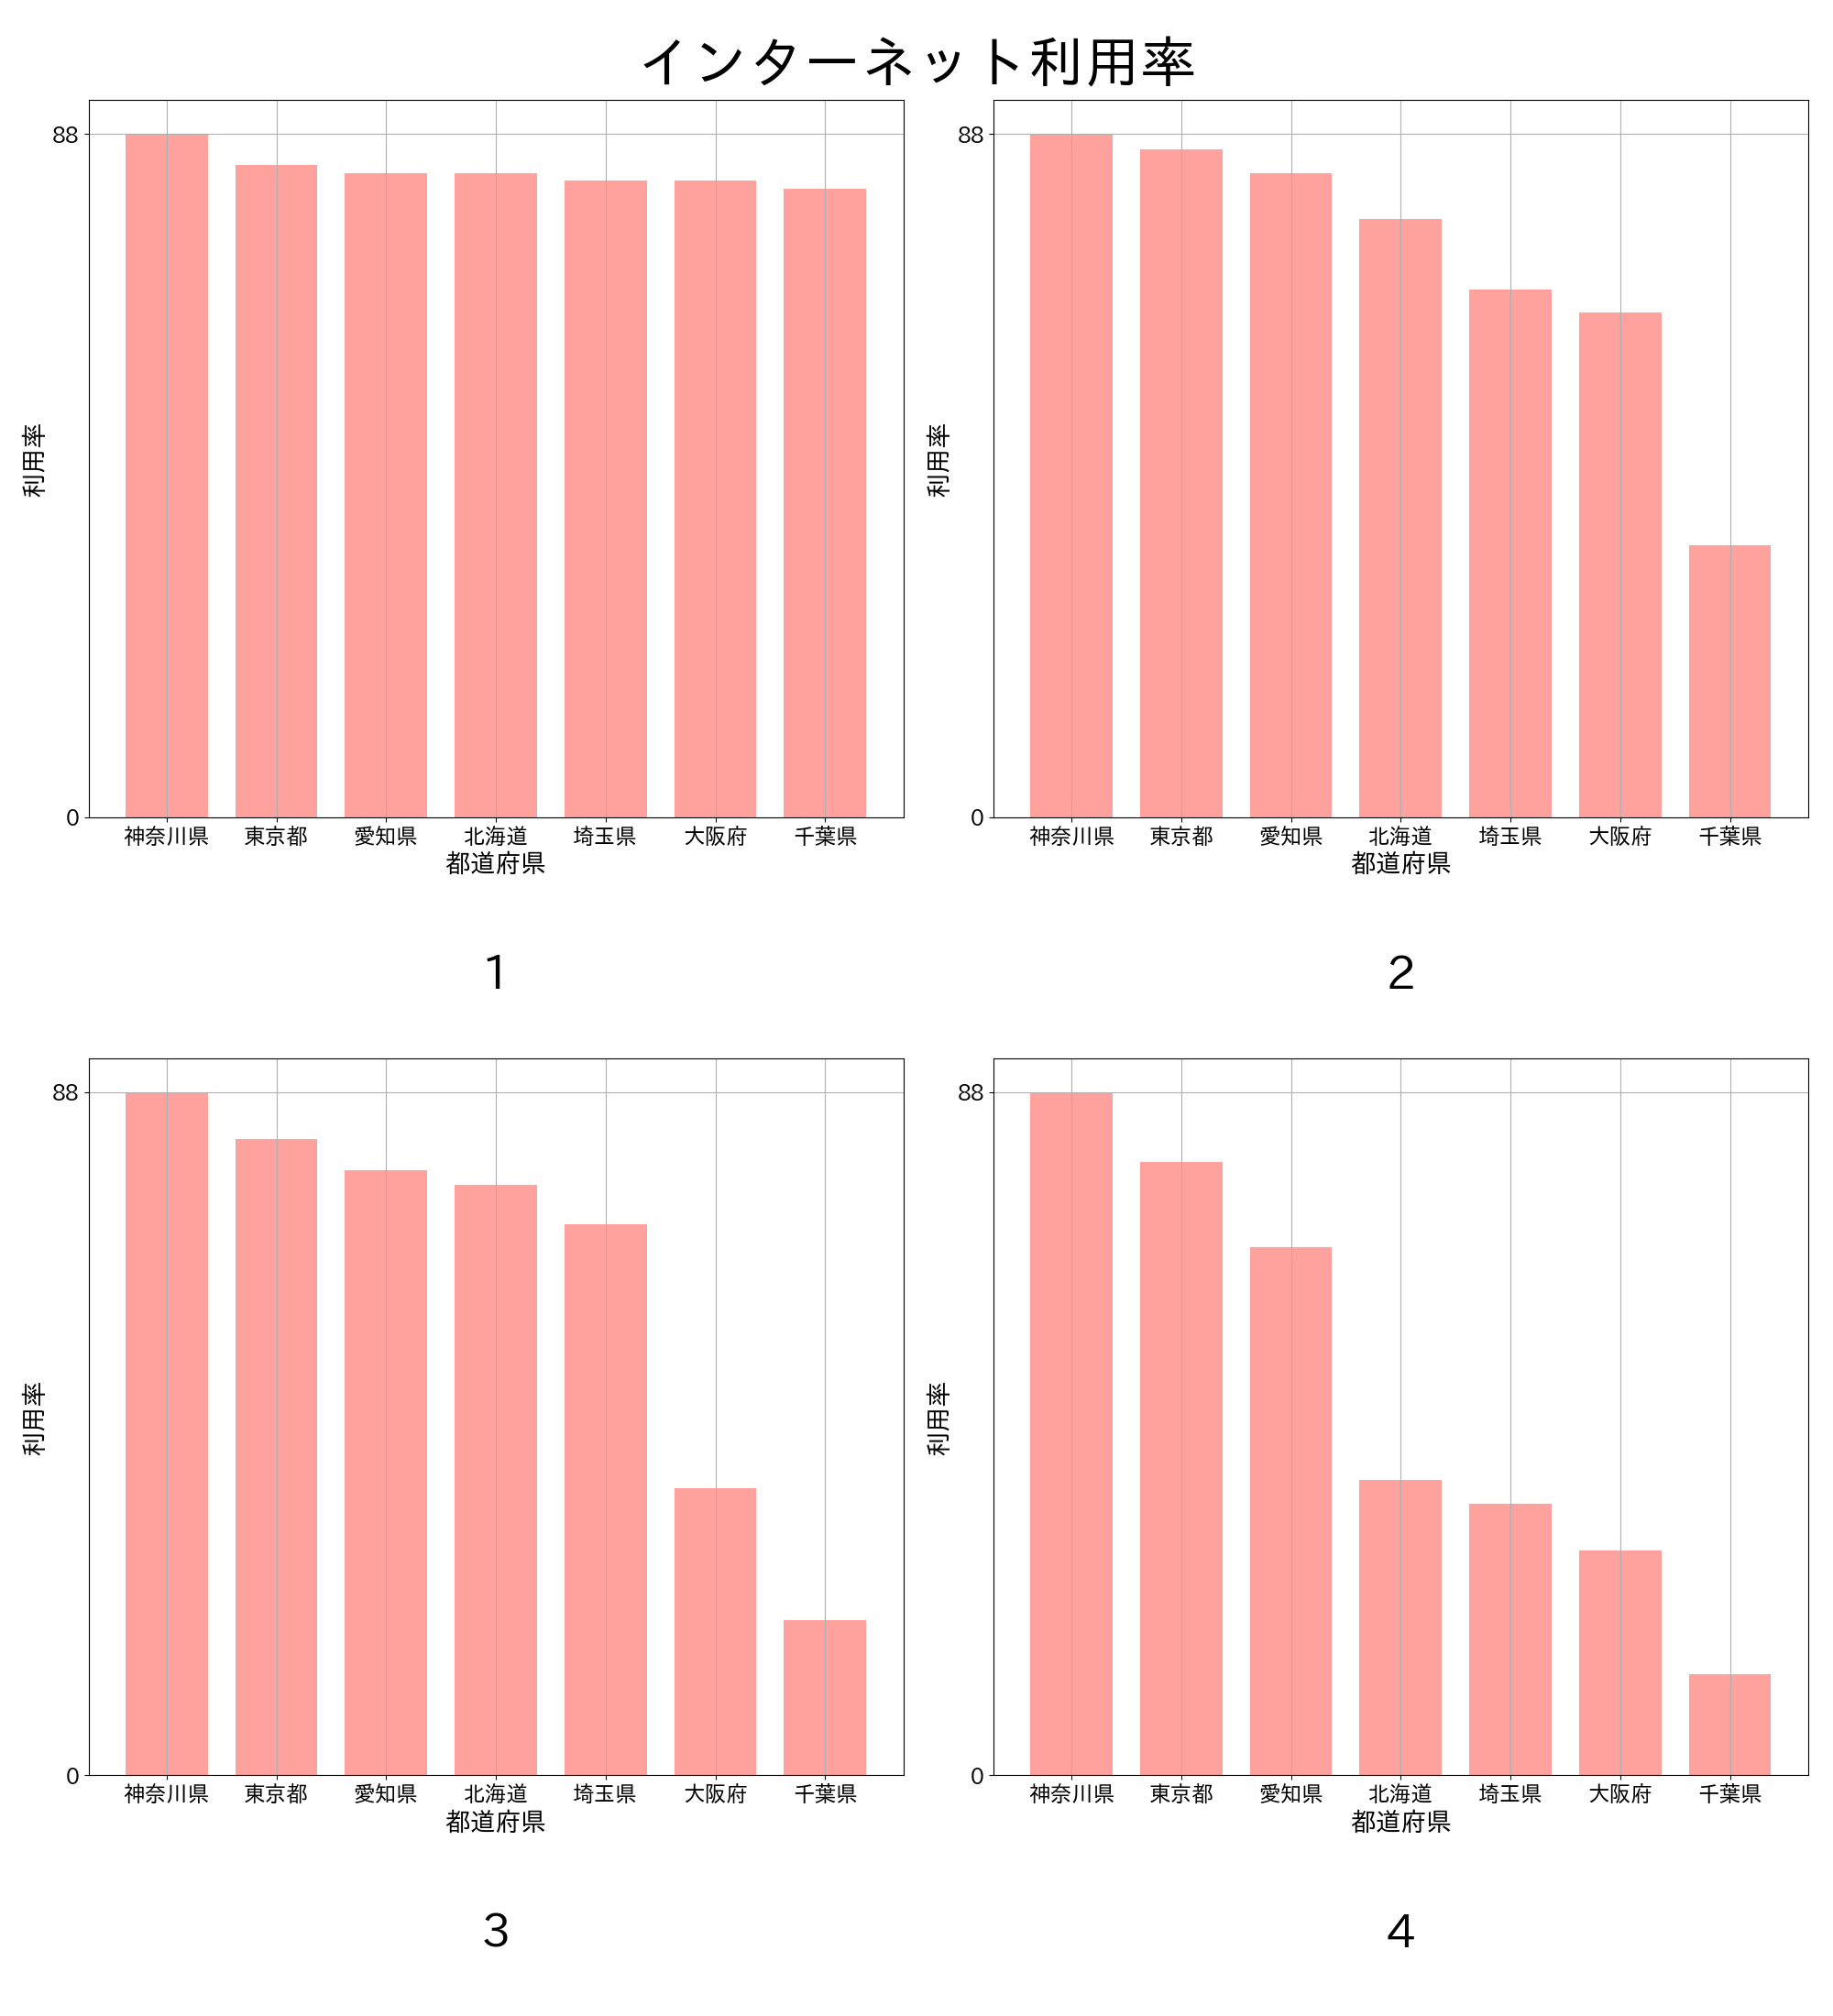 インターネット利用率
88
0
利用率
神奈川県 東京都 愛知県 北海道 埼玉県 大阪府 千葉県
都道府県
1
88
0
利用率
神奈川県 東京都 愛知県 北海道 埼玉県 大阪府 千葉県
都道府県
2
88
0
利用率
神奈川県 東京都 愛知県 北海道 埼玉県 大阪府 千葉県
都道府県
3
88
0
利用率
神奈川県 東京都 愛知県 北海道 埼玉県 大阪府 千葉県
都道府県
4